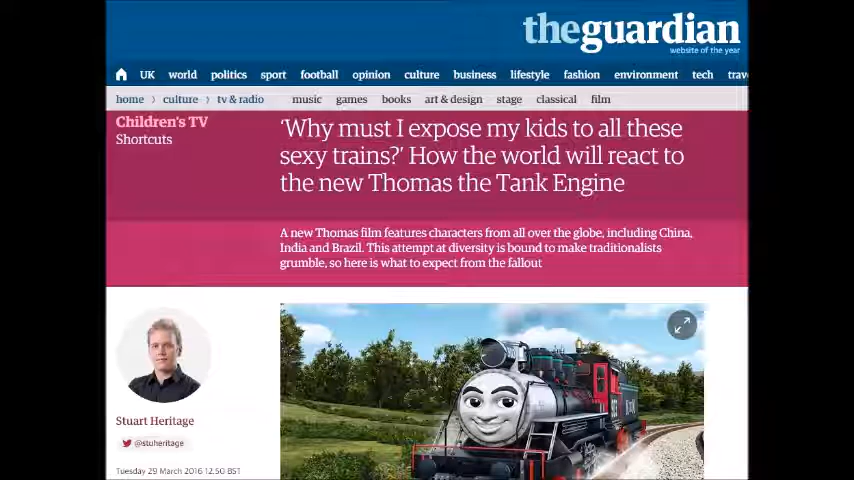 theguardian
website of the year
UK world politics sport football opinion culture business lifestyle fashion environment tech trav
home > culture > tv & radio music games books art & design stage classical film
Children's TV
Shortcuts
‘Why must I expose my kids to all these
sexy trains?’ How the world will react to
the new Thomas the Tank Engine
A new Thomas film features characters from all over the globe, including China,
India and Brazil. This attempt at diversity is bound to make traditionalists
grumble, so here is what to expect from the fallout
Stuart Heritage
@stuheritage
Tuesday 29 March 2016 12.50 BST